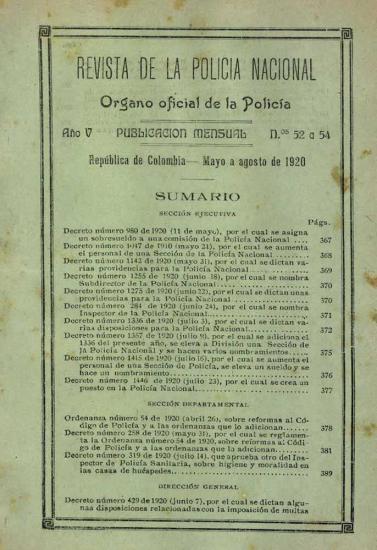 REVISTA DE LA POLICIA NACIONAL
Organo oficial de la Policía
Año V PUBLICACION MENSUAL N.os 52 a 54
República de Colombia—Mayo a agosto de 1920
SUMARIO
SECCIÓN EJECUTIVA
Págs.
Decreto número 980 de 1920 (11 de mayo), por el cual se asigna
un sobresueldo a una comisión de la Policía Nacional .... 367
Decreto número 1047 de 1920 (mayo 21), por el cual se aumenta
el personal de una Sección de la Policía Nacional 368
Decreto número 1142 de 1920 (mayo 31), por el cual se dictan va-
rias providencias para la Policía Nacional 369
Decreto número 1255 de 1920 (junio 18), por el cual se nombra
Subdirector de la Policía Nacional 370
Decreto número 1273 de 1920 (junio 22), por el cual se dictan unas
providencias para la Policía Nacional 370
Decreto número 1284 de 1920 (junio 24), por el cual se nombra
Inspector de la Policía Nacional 371
Decreto número 1336 de 1920 (julio 3), por el cual se dictan va-
rias disposiciones para la Policía Nacional 372
Decreto número 1357 de 1920 (julio 9), por el cual se adiciona el
1336 del presente año, se eleva a División una Sección de
la Policía Nacional y se hacen varios nombramientos 375
Decreto número 1415 de 1920 (julio 16), por el cual se aumenta el
personal de una Sección de Policía, se eleva un sueldo y se
hace un nombramiento 376
Decreto número 1446 de 1920 (julio 23), por el cual se crea un
puesto en la Policía Nacional 377
SECCIÓN DEPARTAMENTAL
Ordenanza número 54 de 1920 (abril 26), sobre reformas al Có-
digo de Policía y a las ordenanzas que lo adicionan 378
Decreto número 258 de 1920 (mayo 31), por el cual se reglamen-
ta la Ordenanza número 54 de 1920, sobre reformas al Códi-
go de Policía y a las ordenanzas que lo adicionan 381
Decreto número 319 de 1920 (julio 14), que aprueba otro del Ins-
pector de Policía Sanitaria, sobre higiene y moralidad en
las casas de huéspedes 389
DIRECCIÓN GENERAL
Decreto número 429 de 1920 (junio 7), por el cual se dictan algu-
nas disposiciones relacionadas con la imposición de multas